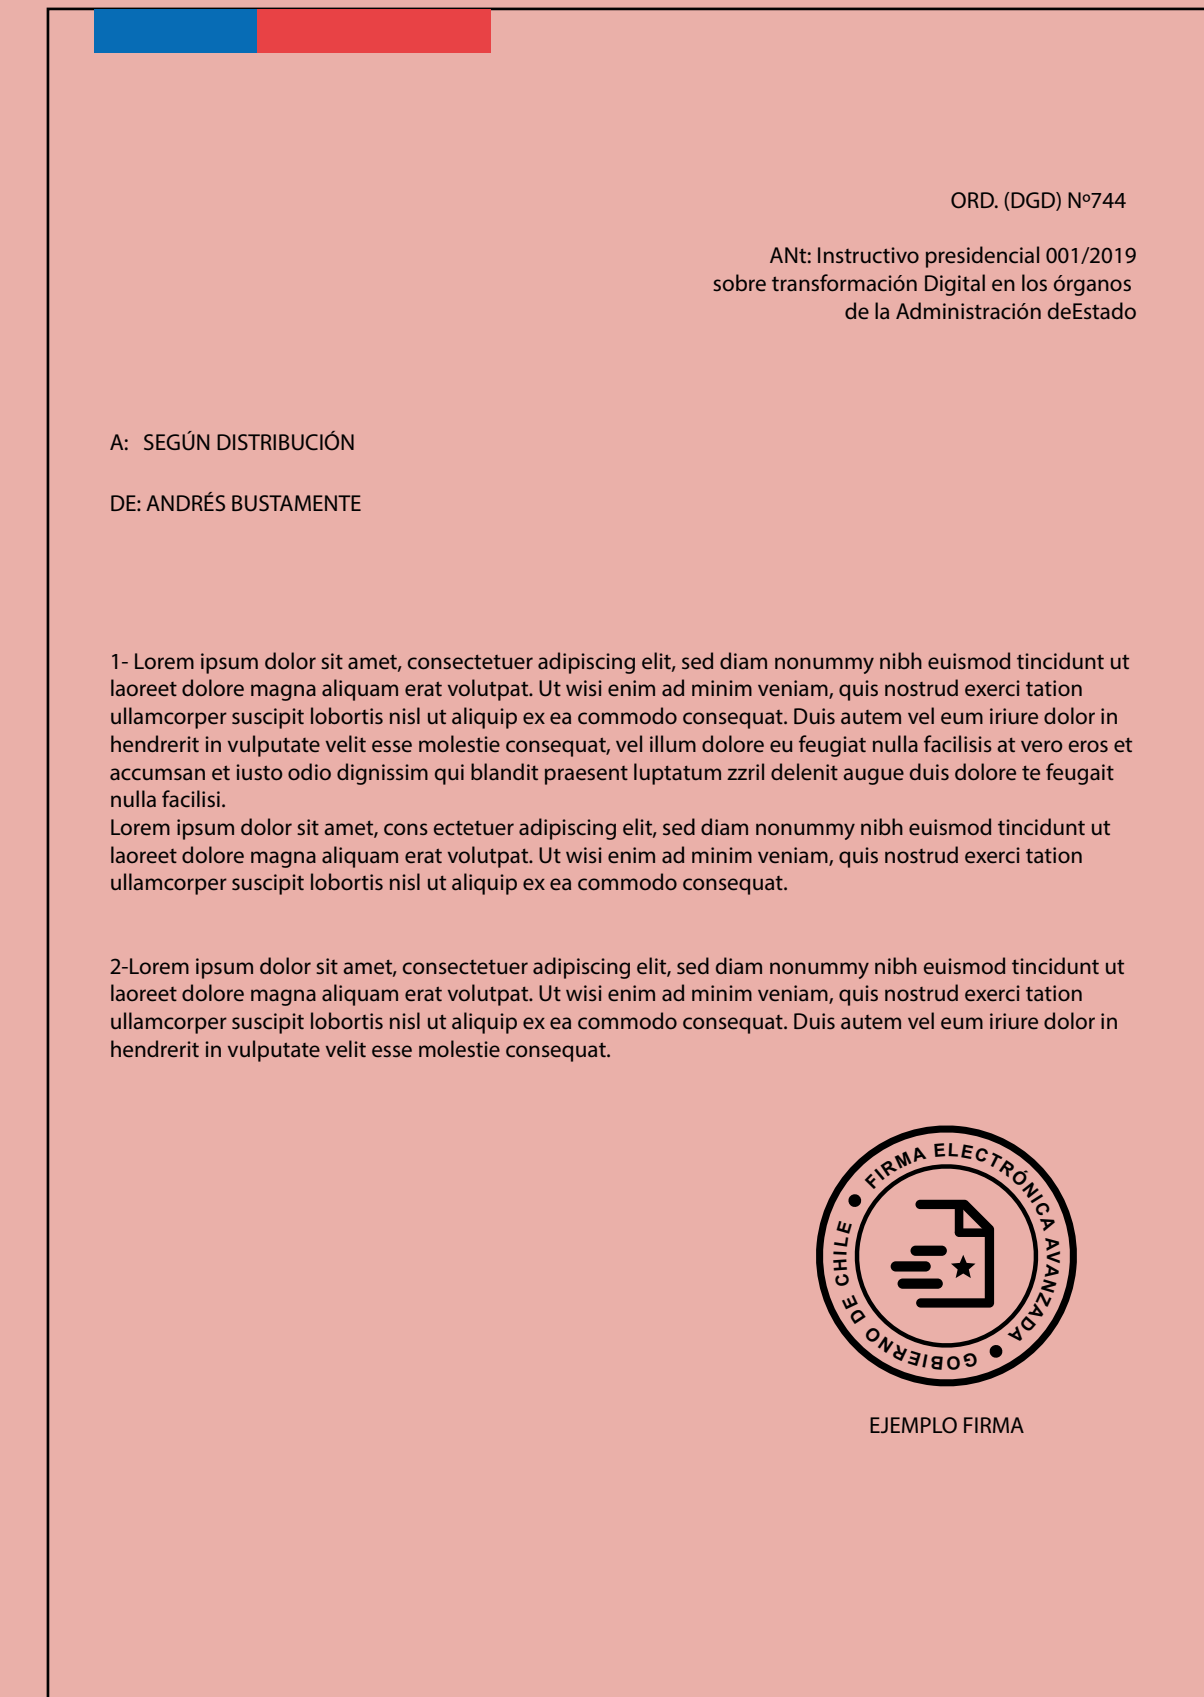 ORD. (DGD) Nº744
ANt: Instructivo presidencial 001/2019
sobre transformación Digital en los órganos
de la Administración deEstado
A: SEGÚN DISTRIBUCIÓN
DE: ANDRÉS BUSTAMENTE
1- Lorem ipsum dolor sit amet, consectetuer adipiscing elit, sed diam nonummy nibh euismod tincidunt ut
laoreet dolore magna aliquam erat volutpat. Ut wisi enim ad minim veniam, quis nostrud exerci tation
ullamcorper suscipit lobortis nisl ut aliquip ex ea commodo consequat. Duis autem vel eum iriure dolor in
hendrerit in vulputate velit esse molestie consequat, vel illum dolore eu feugiat nulla facilisis at vero eros et
accumsan et iusto odio dignissim qui blandit praesent luptatum zzril delenit augue duis dolore te feugait
nulla facilisi.
Lorem ipsum dolor sit amet, cons ectetuer adipiscing elit, sed diam nonummy nibh euismod tincidunt ut
laoreet dolore magna aliquam erat volutpat. Ut wisi enim ad minim veniam, quis nostrud exerci tation
ullamcorper suscipit lobortis nisl ut aliquip ex ea commodo consequat.
2-Lorem ipsum dolor sit amet, consectetuer adipiscing elit, sed diam nonummy nibh euismod tincidunt ut
laoreet dolore magna aliquam erat volutpat. Ut wisi enim ad minim veniam, quis nostrud exerci tation
ullamcorper suscipit lobortis nisl ut aliquip ex ea commodo consequat. Duis autem vel eum iriure dolor in
hendrerit in vulputate velit esse molestie consequat.
FIRMA ELECTRÓNICA AVANZADA
GOBIERNO DE CHILE
EJEMPLO FIRMA